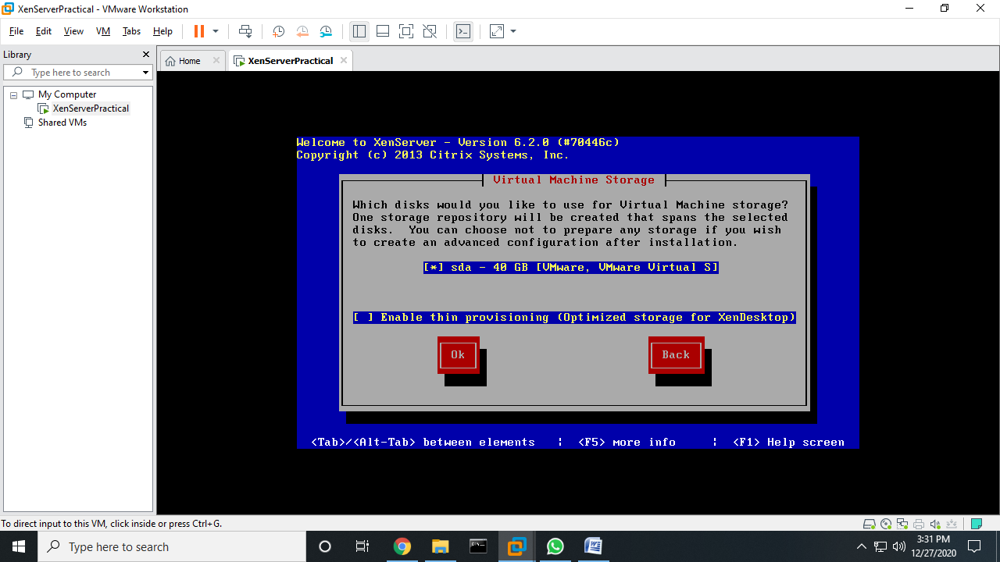 XenServerPractical - VMware Workstation
File Edit View VM Tabs Help
Library
Type here to search
My Computer
XenServerPractical
Shared VMs
Home
XenServerPractical
Welcome to XenServer - Version 6.2.0 (#70446c)
Copyright (c) 2013 Citrix Systems, Inc.
Virtual Machine Storage
Which disks would you like to use for Virtual Machine storage?
One storage repository will be created that spans the selected
disks.  You can choose not to prepare any storage if you wish
to create an advanced configuration after installation.
[*] sda - 40 GB [VMware, VMware Virtual S]
[ ] Enable thin provisioning (Optimized storage for XenDesktop)
Ok Back
<Tab>/<Alt-Tab> between elements | <F5> more info | <F1> Help screen
To direct input to this VM, click inside or press Ctrl+G.
Type here to search
3:31 PM
12/27/2020